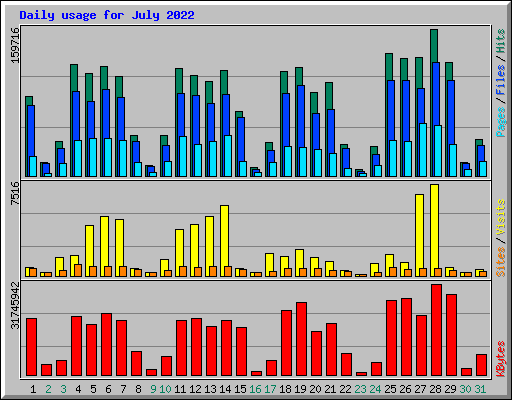 Daily usage for July 2022
159716
Pages / Files / Hits
7516
Sites / Visits
31745942
KBytes
1 2 3 4 5 6 7 8 9 10 11 12 13 14 15 16 17 18 19 20 21 22 23 24 25 26 27 28 29 30 31